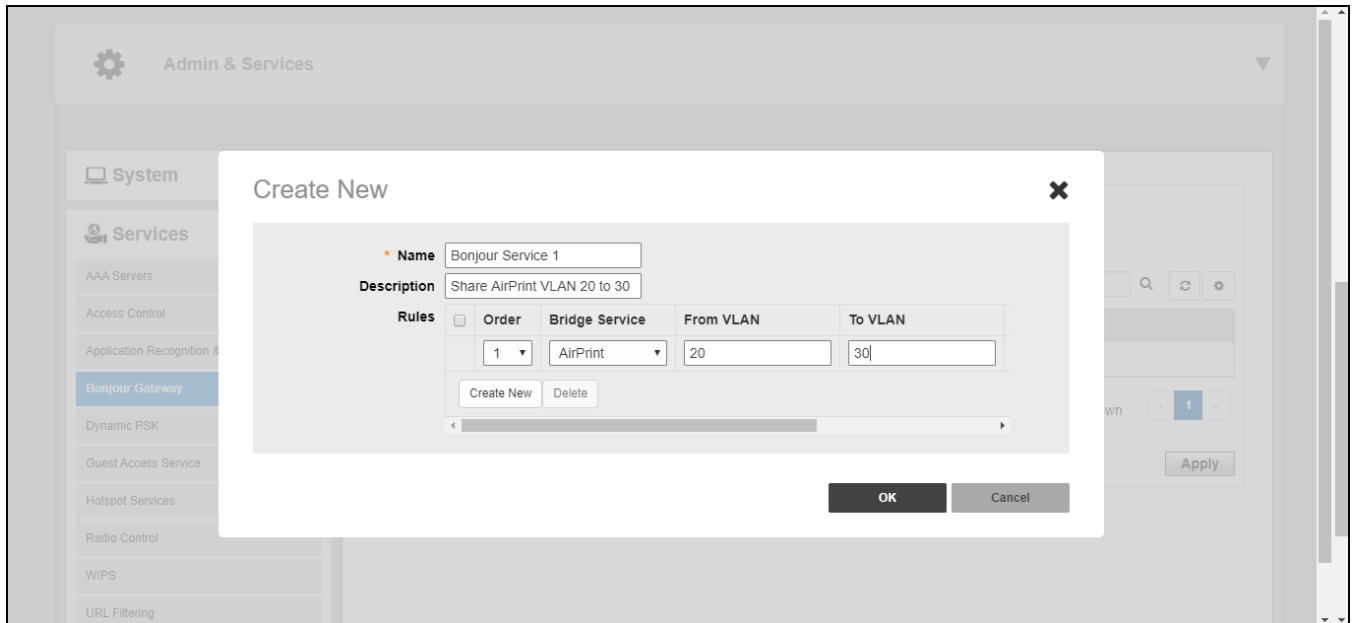 Admin & Services
System
Services
AAA Servers
Access Control
Application Recognition &
Bonjour Gateway
Dynamic PSK
Guest Access Service
Hotspot Services
Radio Control
WIPS
URL Filtering
Create New
* Name Bonjour Service 1
Description Share AirPrint VLAN 20 to 30
Rules
Order Bridge Service From VLAN To VLAN
1 AirPrint 20 30
Create New Delete
OK Cancel
wn « 1 »
Apply